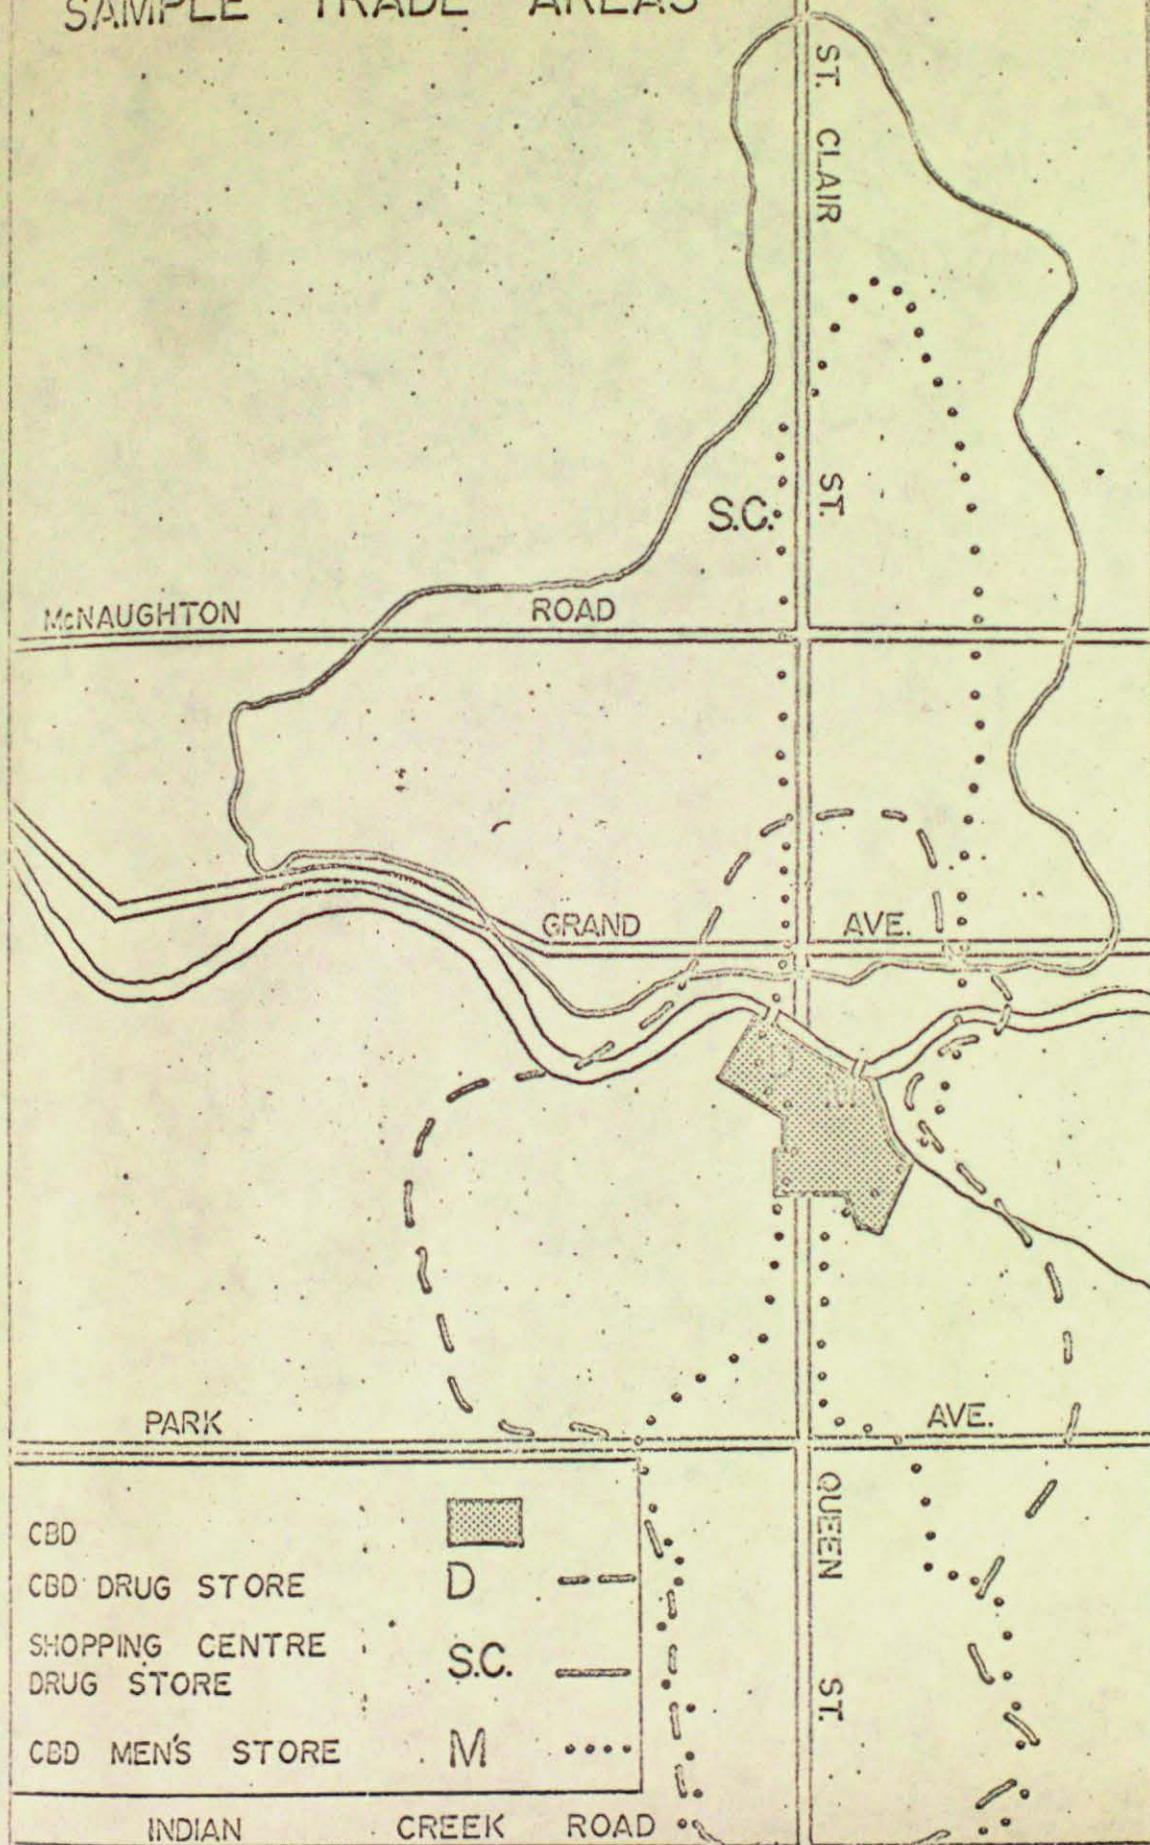 SAMPLE TRADE AREAS
ST. CLAIR ST.
S.C.
McNAUGHTON ROAD
GRAND AVE.
D
M
PARK AVE.
QUEEN ST.
CBD
CBD DRUG STORE D
SHOPPING CENTRE
DRUG STORE S.C.
CBD MEN'S STORE M
INDIAN CREEK ROAD